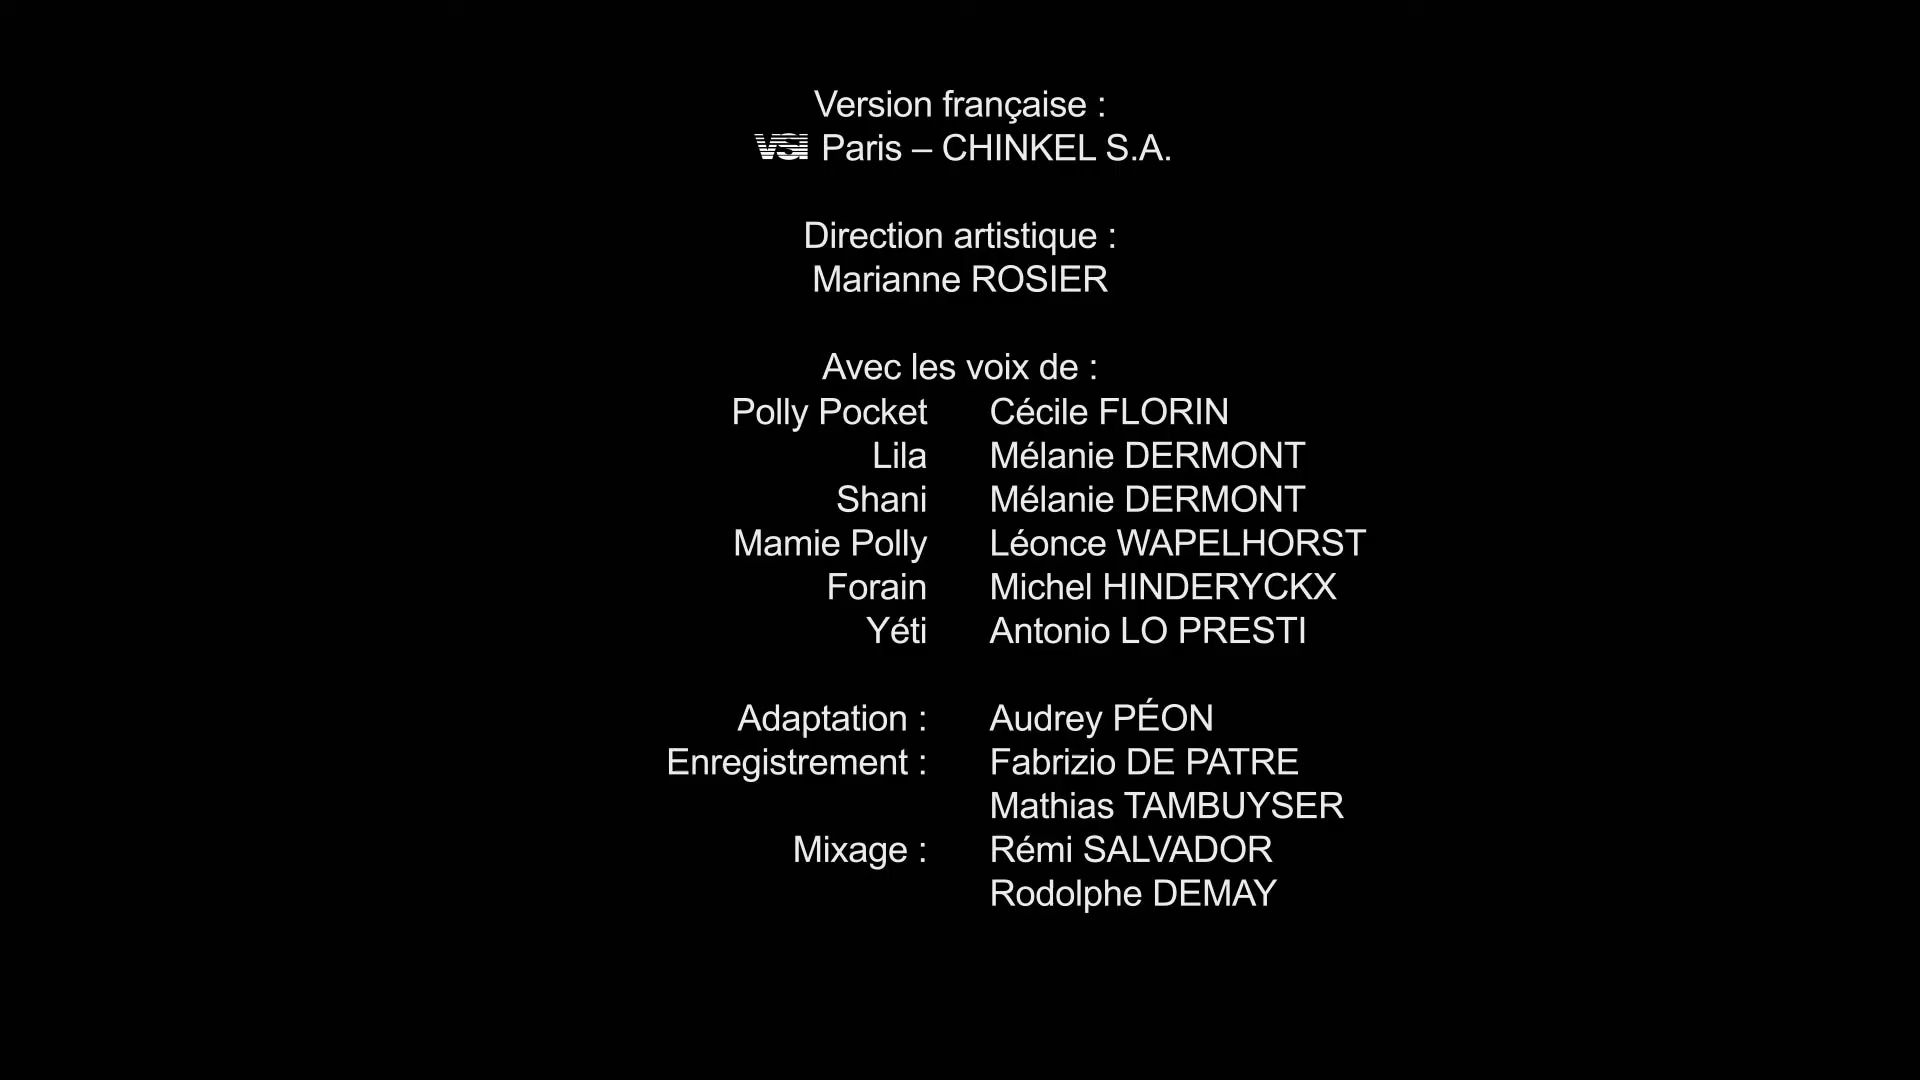 Version française :
VSI Paris – CHINKEL S.A.
Direction artistique :
Marianne ROSIER
Avec les voix de :
Polly Pocket Cécile FLORIN
Lila Mélanie DERMONT
Shani Mélanie DERMONT
Mamie Polly Léonce WAPELHORST
Forain Michel HINDERYCKX
Yéti Antonio LO PRESTI
Adaptation : Audrey PÉON
Enregistrement : Fabrizio DE PATRE
Mathias TAMBUYSER
Mixage : Rémi SALVADOR
Rodolphe DEMAY